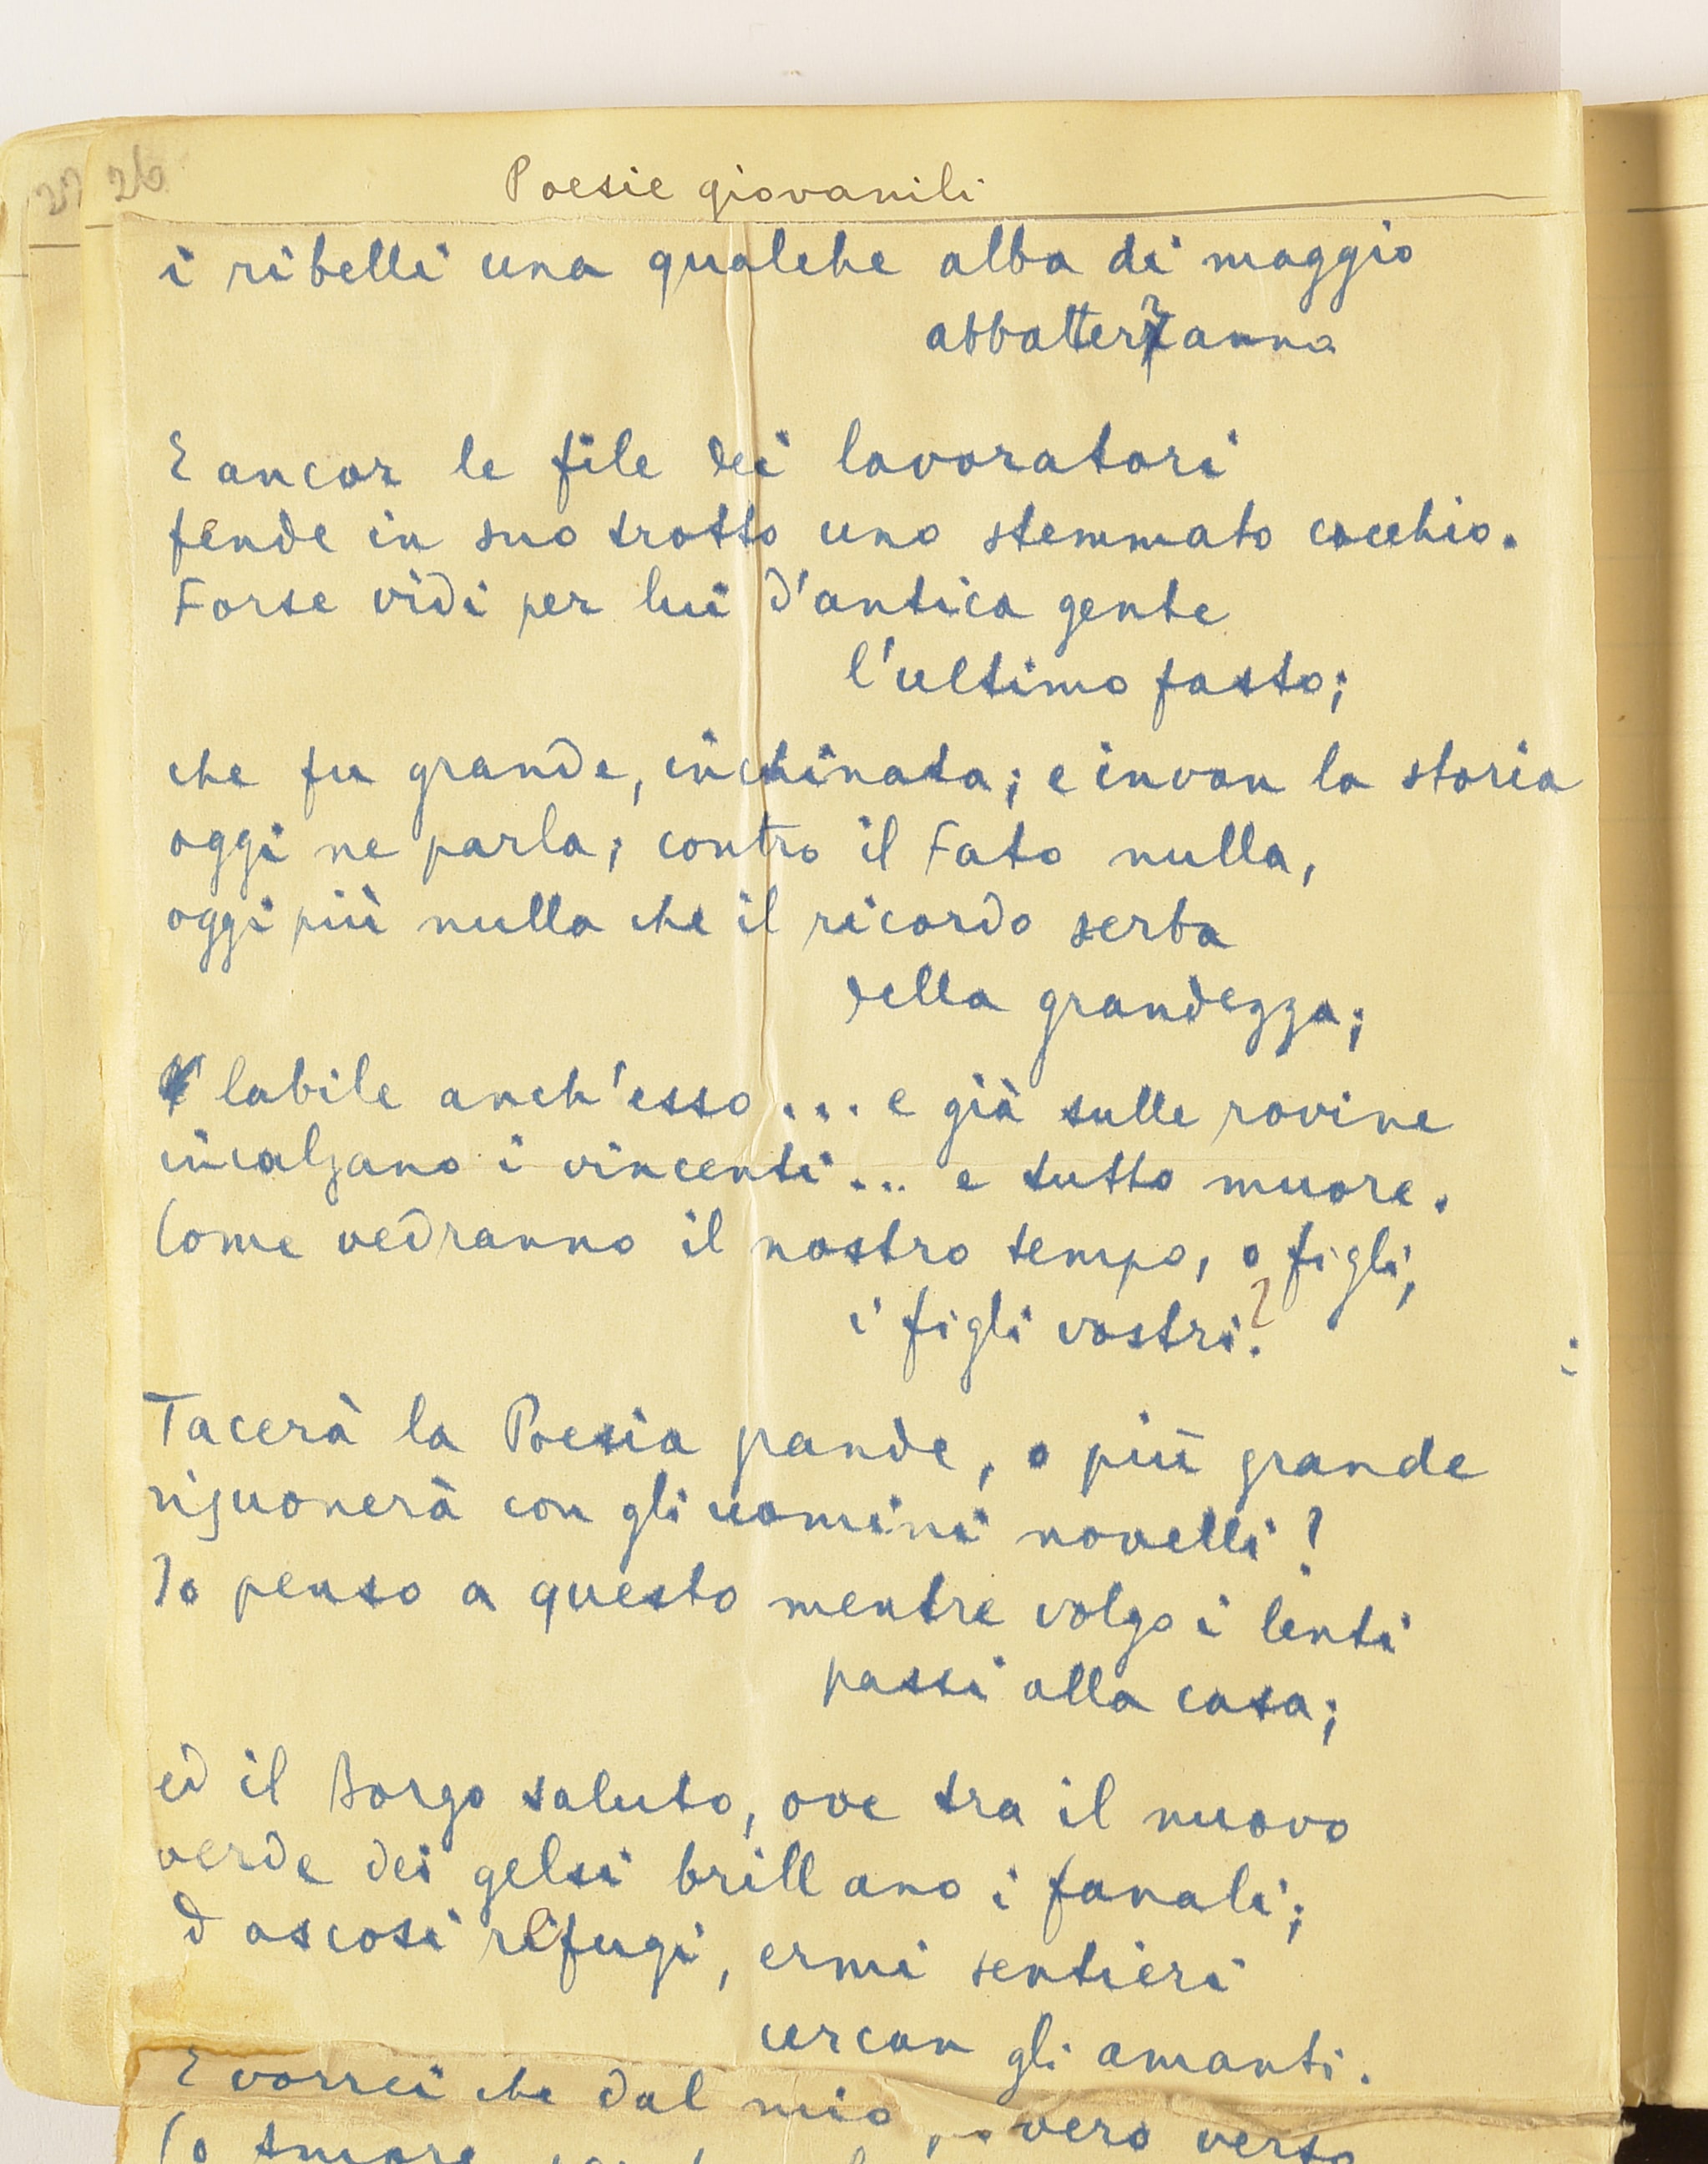 27 26
Poesie giovanili
i ribelli una qualche alba di maggio
abbatteranno
E ancor le file dei lavoratori
fende in suo trotto uno stemmato cocchio.
Forse vidi per lui d'antica gente
l'ultimo fasto;
che fu grande, inchinata; e invan la storia
oggi ne parla; contro il Fato nulla,
oggi più nulla che il ricordo serba
della grandezza;
labile anch'esso... e già sulle rovine
incalzano i vincenti... e tutto muore.
Come vedranno il nostro tempo, o figli,
i figli vostri?
Tacerà la Poesia grande, o più grande
risuonerà con gli uomini novelli!
Io penso a questo mentre volgo i lenti
passi alla casa;
ed il Borgo saluto, ove tra il nuovo
verde dei gelsi brillano i fanali;
d ascosi rifugi, ermi sentieri
cercan gli amanti.
E vorrei che dal mio vero verso